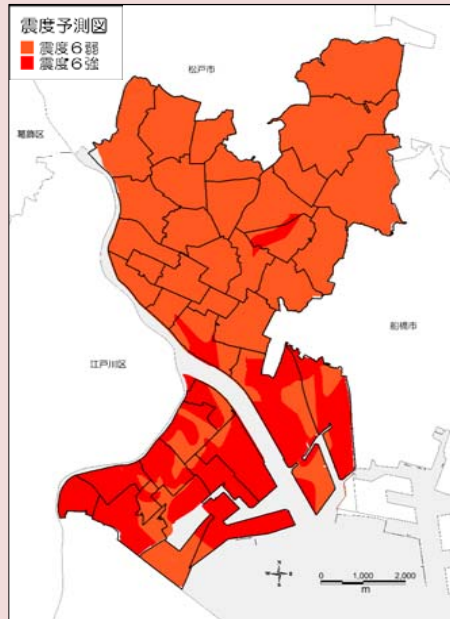 震度予測図
震度６弱
震度６強
松戸市
葛飾区
船橋市
江戸川区
N
W E
S
0 1,000 2,000
m